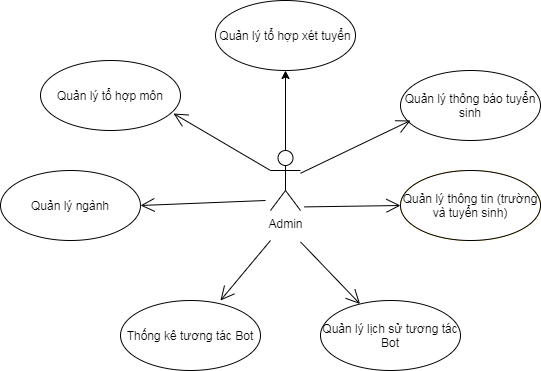 Quản lý tổ hợp xét tuyển
Quản lý tổ hợp môn
Quản lý thông báo tuyển
sinh
Quản lý ngành
Quản lý thông tin (trường
và tuyển sinh)
Admin
Thống kê tương tác Bot
Quản lý lịch sử tương tác
Bot